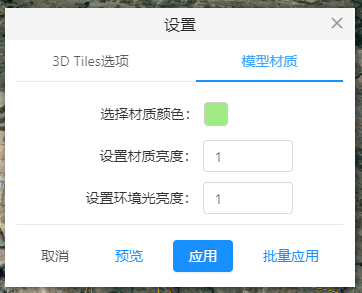 设置
3D Tiles选项 模型材质
选择材质颜色：
设置材质亮度： 1
设置环境光亮度： 1
取消 预览 应用 批量应用